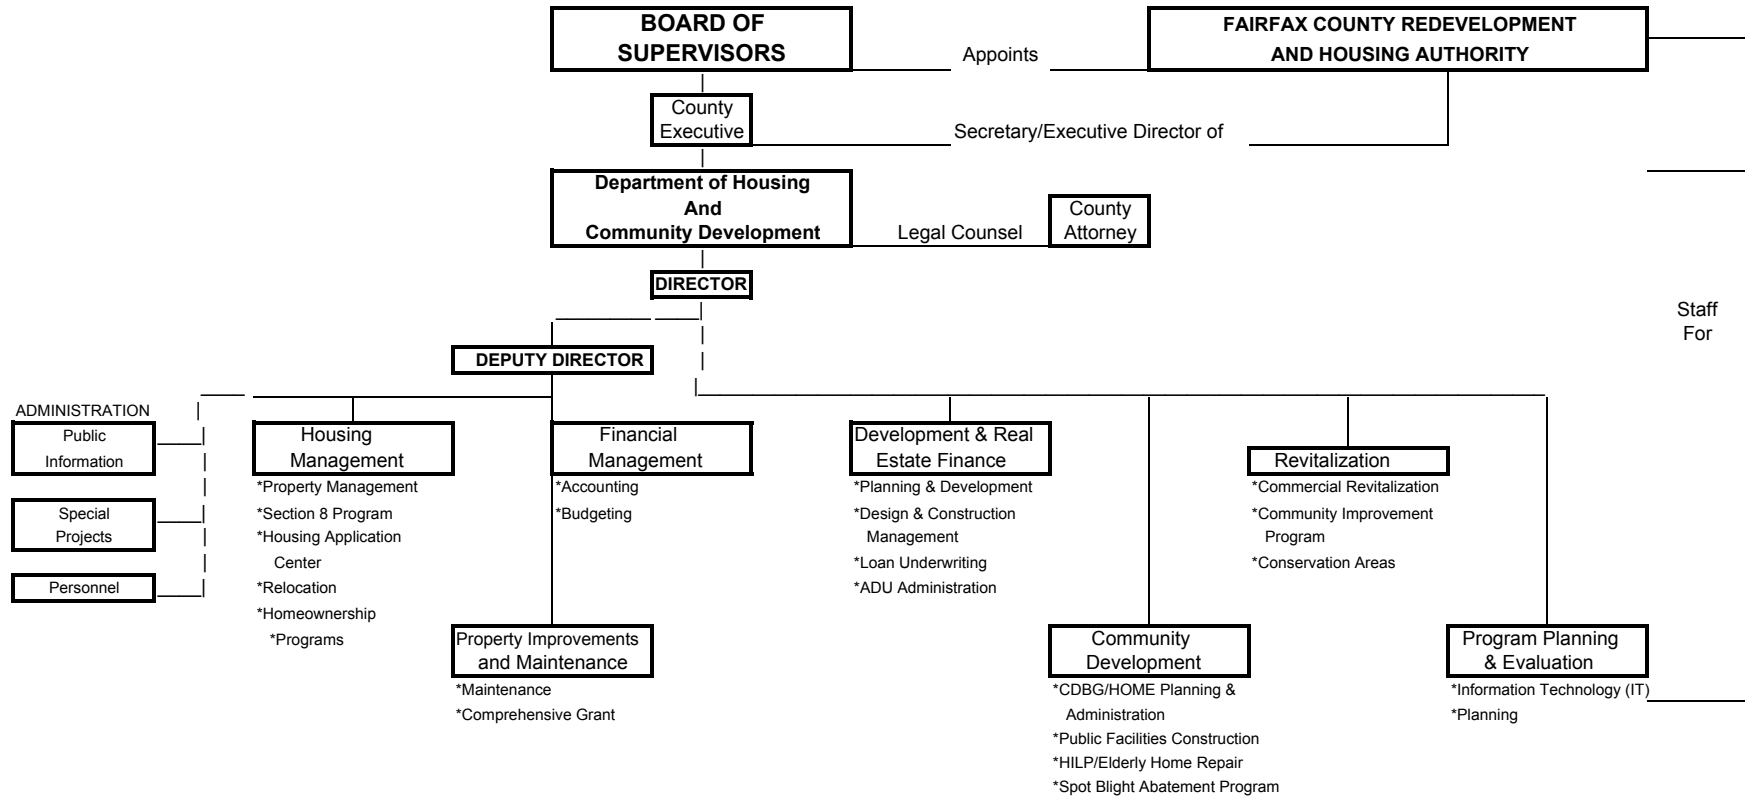 BOARD OF
SUPERVISORS
Appoints
FAIRFAX COUNTY REDEVELOPMENT
AND HOUSING AUTHORITY
County
Executive
Secretary/Executive Director of
Department of Housing
And
Community Development
Legal Counsel
County
Attorney
DIRECTOR
Staff
For
DEPUTY DIRECTOR
ADMINISTRATION
Public
Information
Special
Projects
Personnel
Housing
Management
*Property Management
*Section 8 Program
*Housing Application
Center
*Relocation
*Homeownership
*Programs
Financial
Management
*Accounting
*Budgeting
Property Improvements
and Maintenance
*Maintenance
*Comprehensive Grant
Development & Real
Estate Finance
*Planning & Development
*Design & Construction
Management
*Loan Underwriting
*ADU Administration
Community
Development
*CDBG/HOME Planning &
Administration
*Public Facilities Construction
*HILP/Elderly Home Repair
*Spot Blight Abatement Program
Revitalization
*Commercial Revitalization
*Community Improvement
Program
*Conservation Areas
Program Planning
& Evaluation
*Information Technology (IT)
*Planning